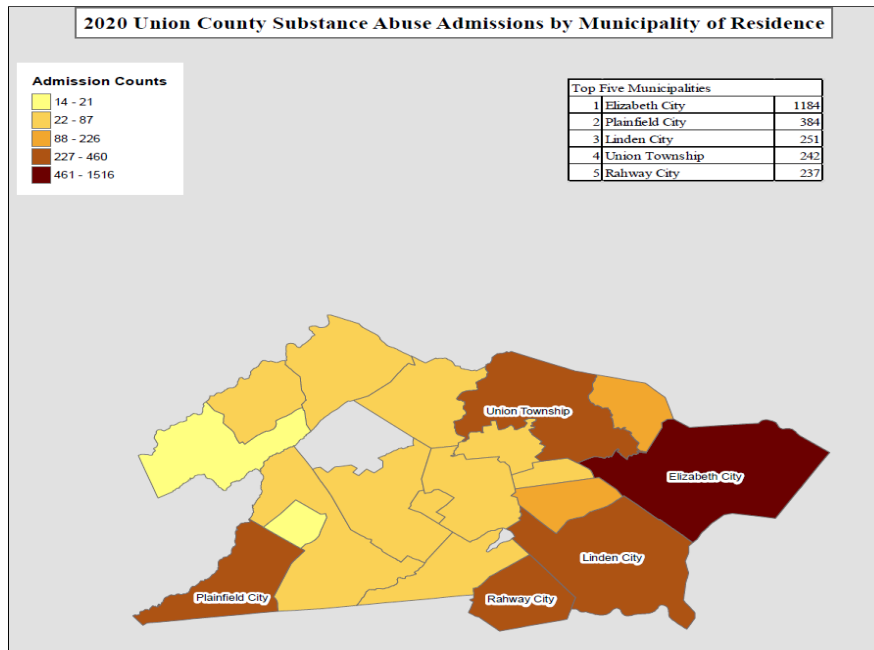 2020 Union County Substance Abuse Admissions by Municipality of Residence
Admission Counts
14 - 21
22 - 87
88 - 226
227 - 460
461 - 1516
Top Five Municipalities
1 Elizabeth City 1184
2 Plainfield City 384
3 Linden City 251
4 Union Township 242
5 Rahway City 237
Union Township
Elizabeth City
Linden City
Plainfield City
Rahway City